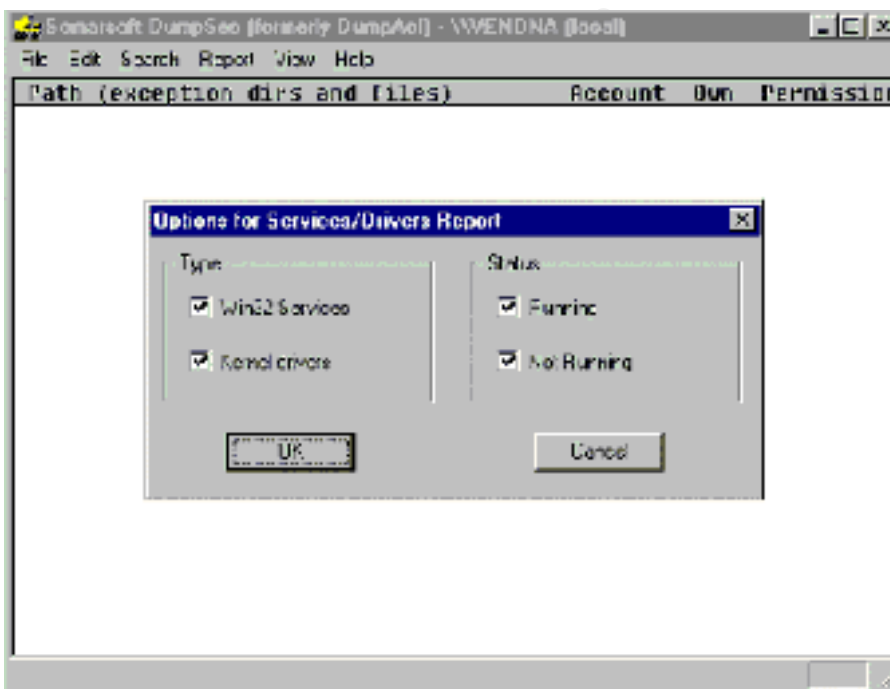 Somarsoft DumpSec (formerly DumpAcl) - \\WENDNA (local)
File Edit Search Report View Help
Path (exception dirs and files) Account Own Permission
Options for Services/Drivers Report
Type
Status
Win32 Services
Running
Kernel drivers
Not Running
OK
Cancel